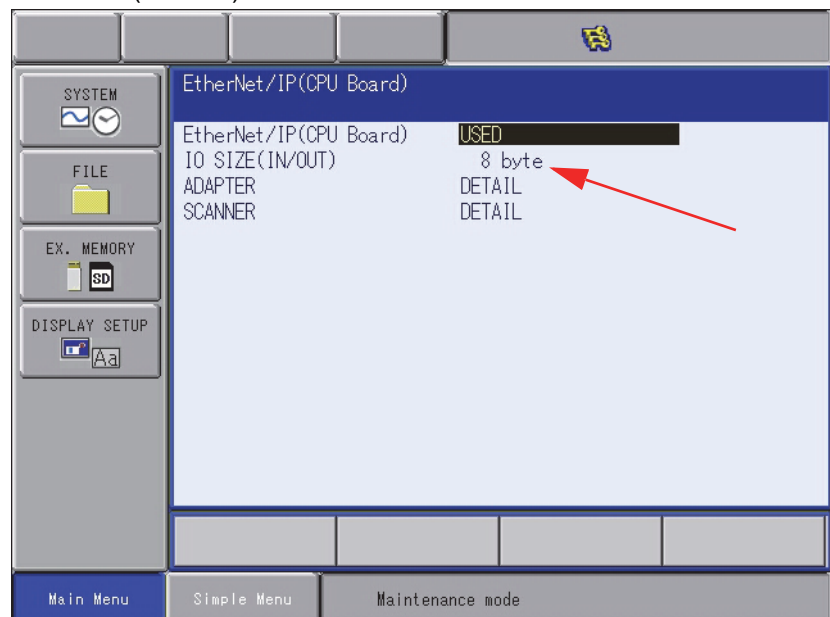 SYSTEM
FILE
EX. MEMORY
SD
DISPLAY SETUP
Aa
EtherNet/IP(CPU Board)
EtherNet/IP(CPU Board) USED
IO SIZE(IN/OUT) 8 byte
ADAPTER DETAIL
SCANNER DETAIL
Main Menu
Simple Menu
Maintenance mode